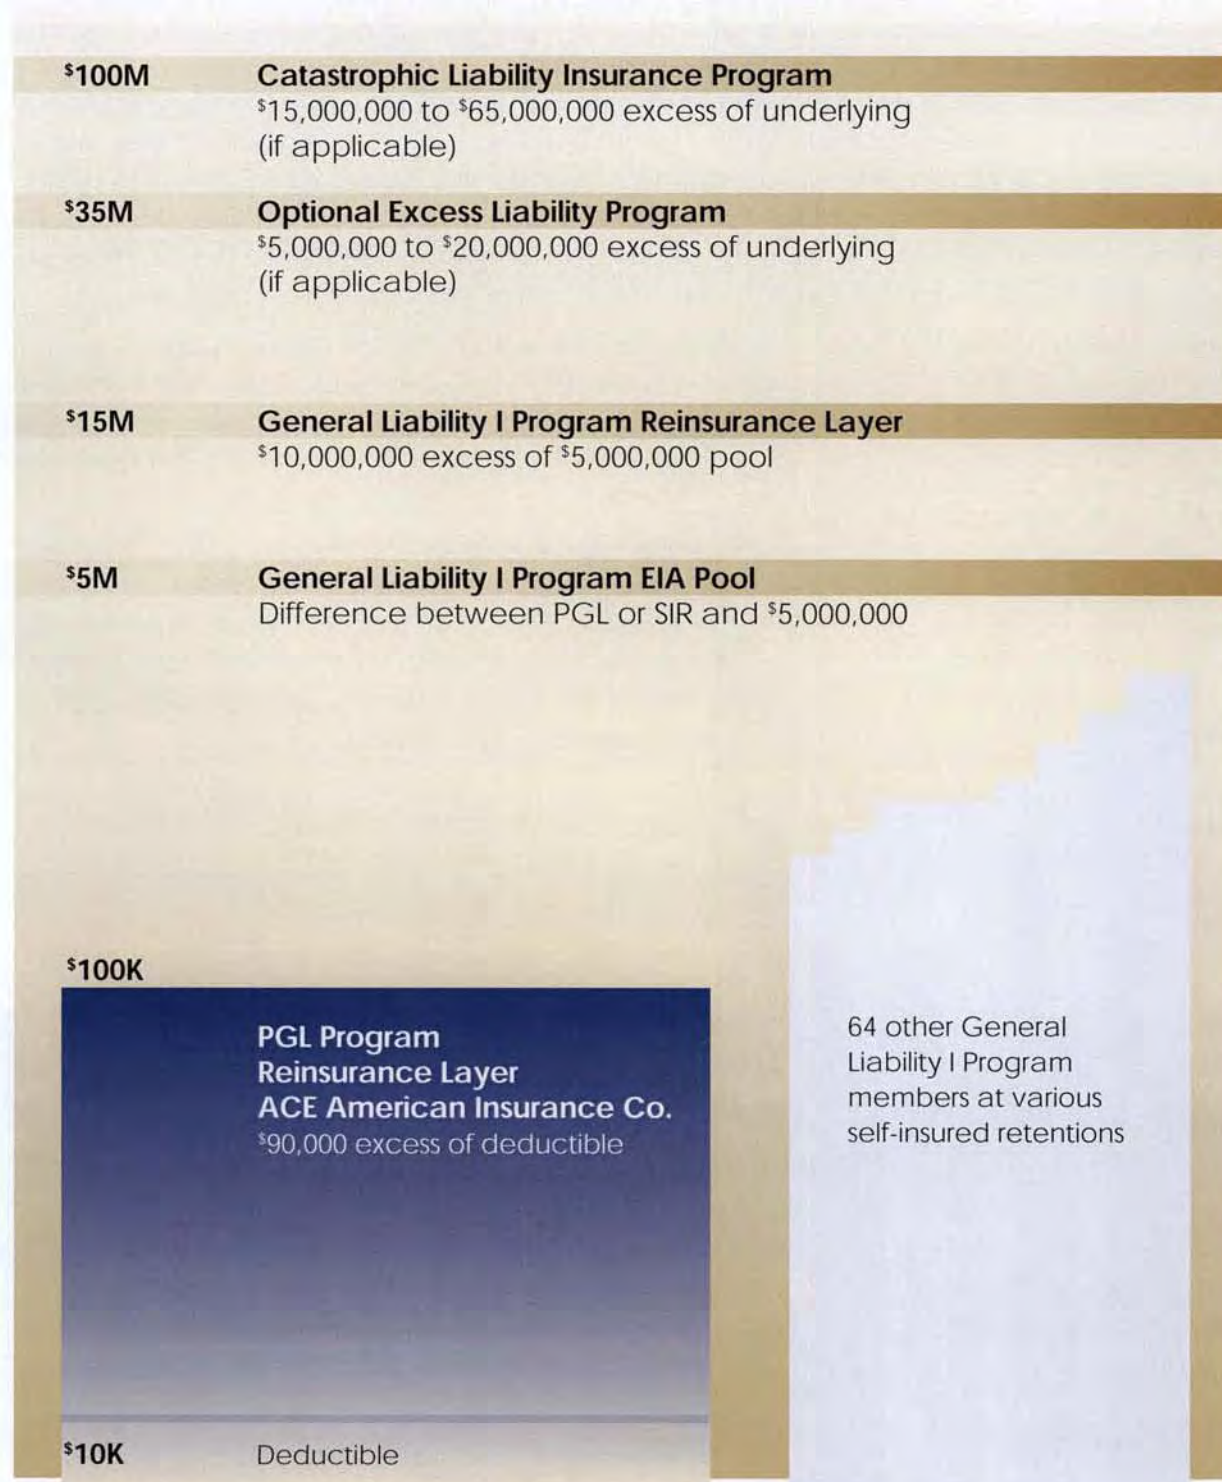 $100M Catastrophic Liability Insurance Program
$15,000,000 to $65,000,000 excess of underlying
(if applicable)
$35M Optional Excess Liability Program
$5,000,000 to $20,000,000 excess of underlying
(if applicable)
$15M General Liability I Program Reinsurance Layer
$10,000,000 excess of $5,000,000 pool
$5M General Liability I Program EIA Pool
Difference between PGL or SIR and $5,000,000
$100K
PGL Program
Reinsurance Layer
ACE American Insurance Co.
$90,000 excess of deductible
64 other General
Liability I Program
members at various
self-insured retentions
$10K Deductible